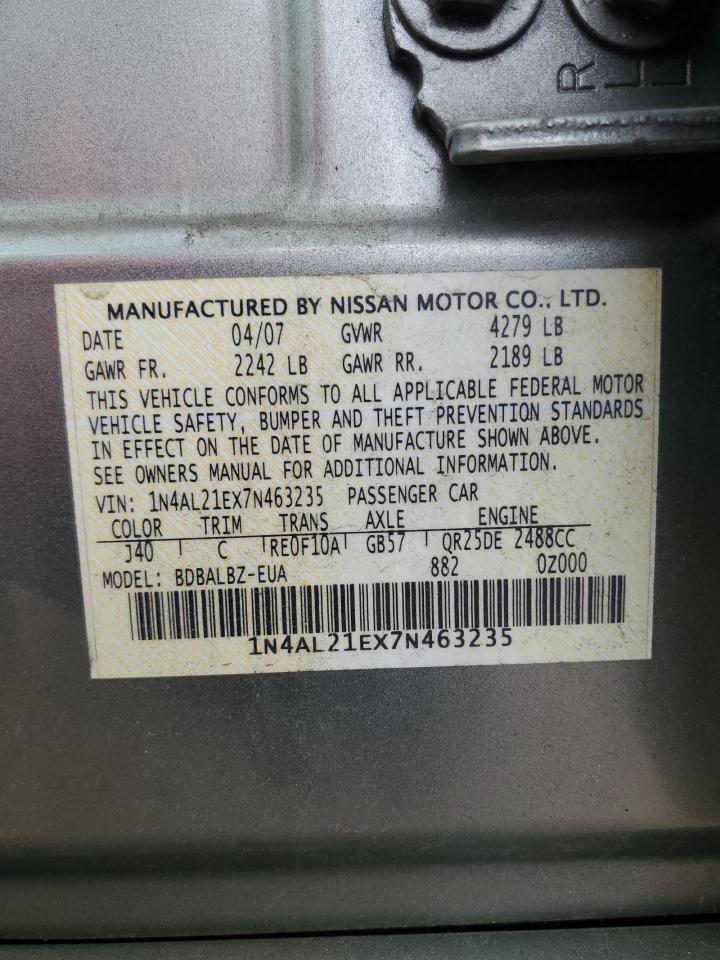 R L L
MANUFACTURED BY NISSAN MOTOR CO., LTD.
DATE 04/07 GVWR 4279 LB
GAWR FR. 2242 LB GAWR RR. 2189 LB
THIS VEHICLE CONFORMS TO ALL APPLICABLE FEDERAL MOTOR
VEHICLE SAFETY, BUMPER AND THEFT PREVENTION STANDARDS
IN EFFECT ON THE DATE OF MANUFACTURE SHOWN ABOVE.
SEE OWNERS MANUAL FOR ADDITIONAL INFORMATION.
VIN: 1N4AL21EX7N463235 PASSENGER CAR
COLOR TRIM TRANS AXLE ENGINE
J40 C RE0F10A GB57 QR25DE 2488CC
MODEL: BDBALBZ-EUA 882 0Z000
1N4AL21EX7N463235